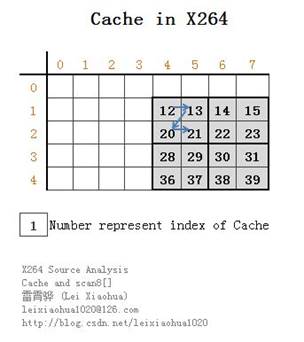 Cache in X264
0 1 2 3 4 5 6 7
0
1 12 13 14 15
2 20 21 22 23
3 28 29 30 31
4 36 37 38 39
1 Number represent index of Cache
X264 Source Analysis
Cache and scan8[]
雷霄骅 (Lei Xiaohua)
leixiaohua1020@126.com
http://blog.csdn.net/leixiaohua1020